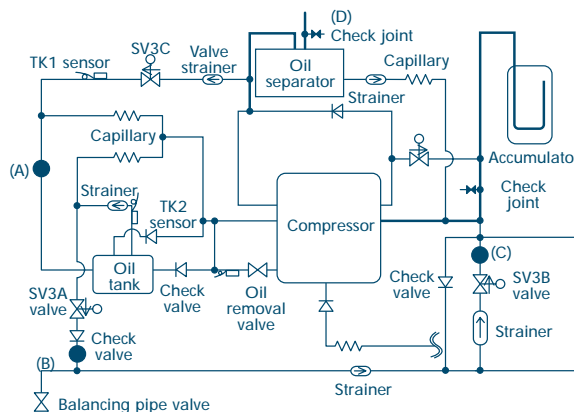 (D)
SV3C
Check joint
TK1 sensor
Valve
strainer
Oil
separator
Capillary
Strainer
Capillary
Accumulato
(A)
Strainer
TK2
sensor
Compressor
Check
joint
(C)
Oil
tank
Check
valve
SV3B
valve
SV3A
valve
Check
valve
Oil
removal
valve
Strainer
Check
valve
(B)
Strainer
Balancing pipe valve